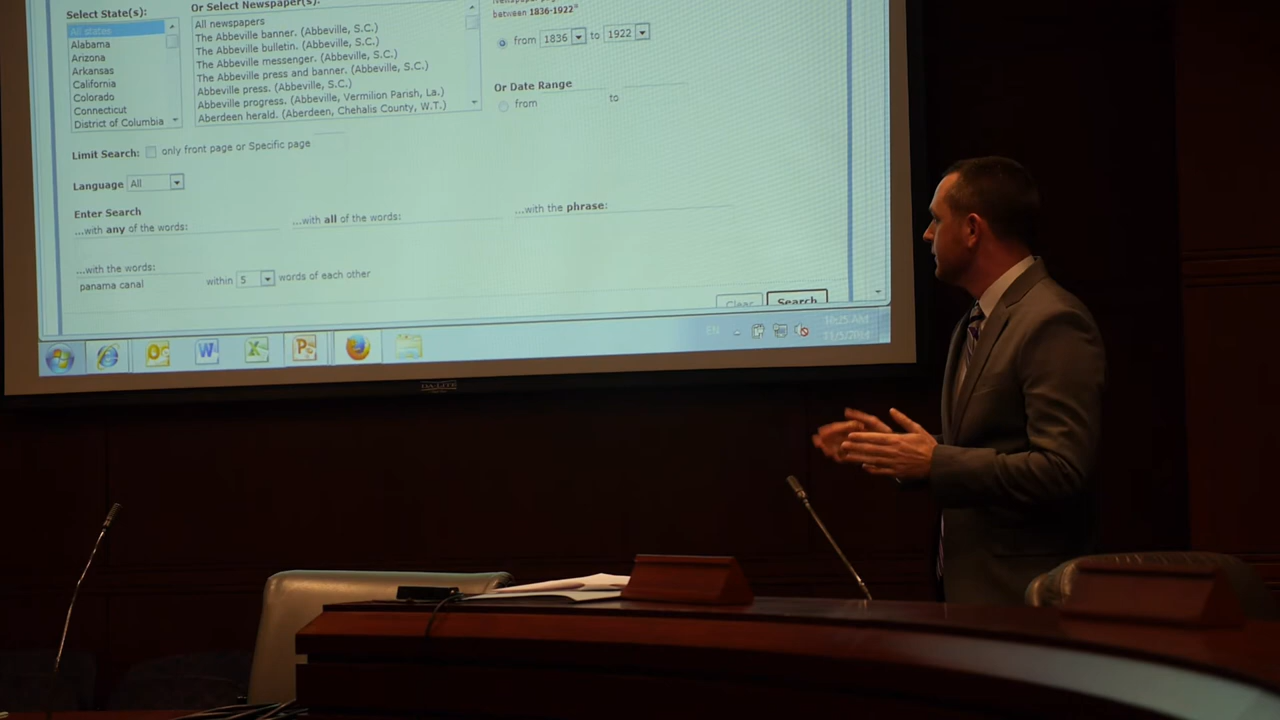 Select State(s):
All states
Alabama
Arizona
Arkansas
California
Colorado
Connecticut
District of Columbia
Or Select Newspaper(s):
All newspapers
The Abbeville banner. (Abbeville, S.C.)
The Abbeville bulletin. (Abbeville, S.C.)
The Abbeville messenger. (Abbeville, S.C.)
The Abbeville press and banner. (Abbeville, S.C.)
Abbeville press. (Abbeville, S.C.)
Abbeville progress. (Abbeville, Vermilion Parish, La.)
Aberdeen herald. (Aberdeen, Chehalis County, W.T.)
between 1836-1922"
from 1836 to 1922
Or Date Range
from to
Limit Search: only front page or Specific page
Language All
Enter Search
...with any of the words:
...with all of the words:
...with the phrase:
...with the words:
panama canal
within 5 words of each other
Clear
Search
EN
DA-LITE